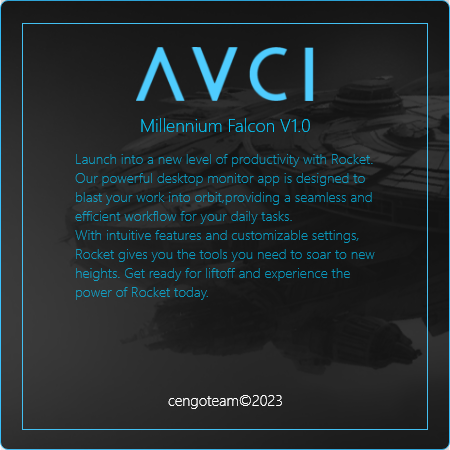 AVCI
Millennium Falcon V1.0
Launch into a new level of productivity with Rocket.
Our powerful desktop monitor app is designed to
blast your work into orbit,providing a seamless and
efficient workflow for your daily tasks.
With intuitive features and customizable settings,
Rocket gives you the tools you need to soar to new
heights. Get ready for liftoff and experience the
power of Rocket today.
cengoteam©2023